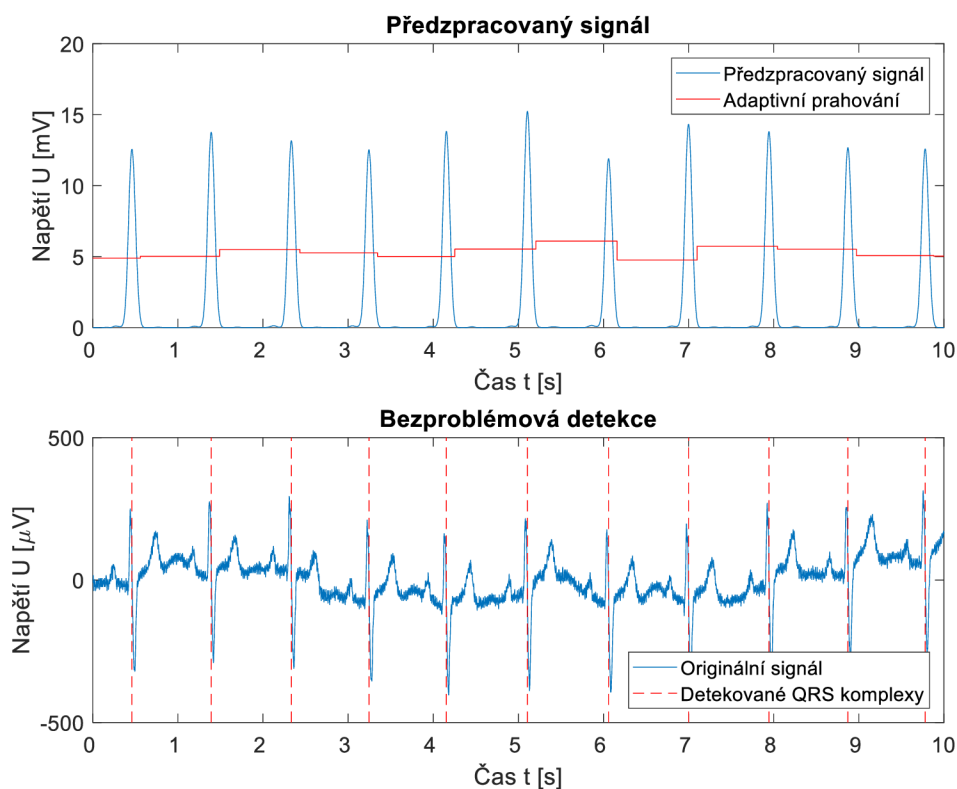 Předzpracovaný signál
20
15
10
5
0
Napětí U [mV]
Předzpracovaný signál
Adaptivní prahování
0 1 2 3 4 5 6 7 8 9 10
Čas t [s]
Bezproblémová detekce
500
0
-500
Napětí U [μV]
Originální signál
Detekované QRS komplexy
0 1 2 3 4 5 6 7 8 9 10
Čas t [s]